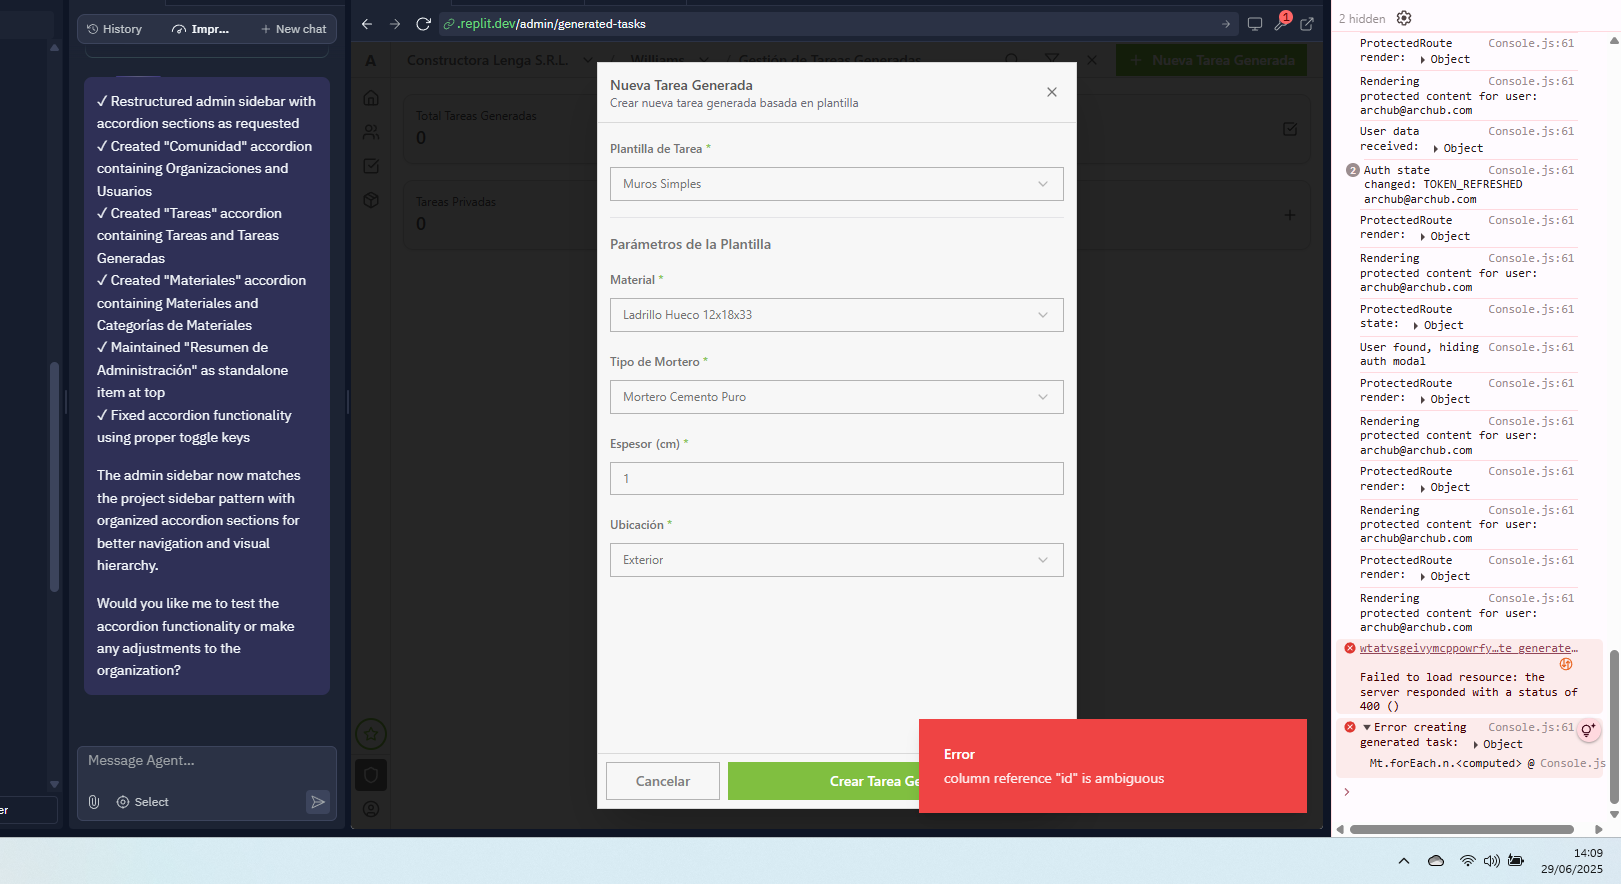 History
Impr...
New chat
✓ Restructured admin sidebar with
accordion sections as requested
✓ Created "Comunidad" accordion
containing Organizaciones and
Usuarios
✓ Created "Tareas" accordion
containing Tareas and Tareas
Generadas
✓ Created "Materiales" accordion
containing Materiales and
Categorías de Materiales
✓ Maintained "Resumen de
Administración" as standalone
item at top
✓ Fixed accordion functionality
using proper toggle keys
The admin sidebar now matches
the project sidebar pattern with
organized accordion sections for
better navigation and visual
hierarchy.
Would you like me to test the
accordion functionality or make
any adjustments to the
organization?
Message Agent...
Select
er
.replit.dev/admin/generated-tasks
1
A
Constructora Lenga S.R.L.
/
Williams
/
Gestión de Tareas Generadas
+ Nueva Tarea Generada
Total Tareas Generadas
0
Tareas Privadas
0
Nueva Tarea Generada
Crear nueva tarea generada basada en plantilla
Plantilla de Tarea *
Muros Simples
Parámetros de la Plantilla
Material *
Ladrillo Hueco 12x18x33
Tipo de Mortero *
Mortero Cemento Puro
Espesor (cm) *
1
Ubicación *
Exterior
Cancelar
Crear Tarea Ge
Error
column reference "id" is ambiguous
2 hidden
ProtectedRoute Console.js:61
render: ▶ Object
Rendering Console.js:61
protected content for user:
archub@archub.com
User data Console.js:61
received: ▶ Object
2 Auth state Console.js:61
changed: TOKEN_REFRESHED
archub@archub.com
ProtectedRoute Console.js:61
render: ▶ Object
Rendering Console.js:61
protected content for user:
archub@archub.com
ProtectedRoute Console.js:61
state: ▶ Object
User found, hiding Console.js:61
auth modal
ProtectedRoute Console.js:61
render: ▶ Object
Rendering Console.js:61
protected content for user:
archub@archub.com
ProtectedRoute Console.js:61
render: ▶ Object
Rendering Console.js:61
protected content for user:
archub@archub.com
ProtectedRoute Console.js:61
render: ▶ Object
Rendering Console.js:61
protected content for user:
archub@archub.com
wtatvsgeivymcppowrfy…te_generate…
Failed to load resource: the
server responded with a status of
400 ()
▼Error creating Console.js:61
generated task: ▶ Object
Mt.forEach.n.<computed> @ Console.js
14:09
29/06/2025